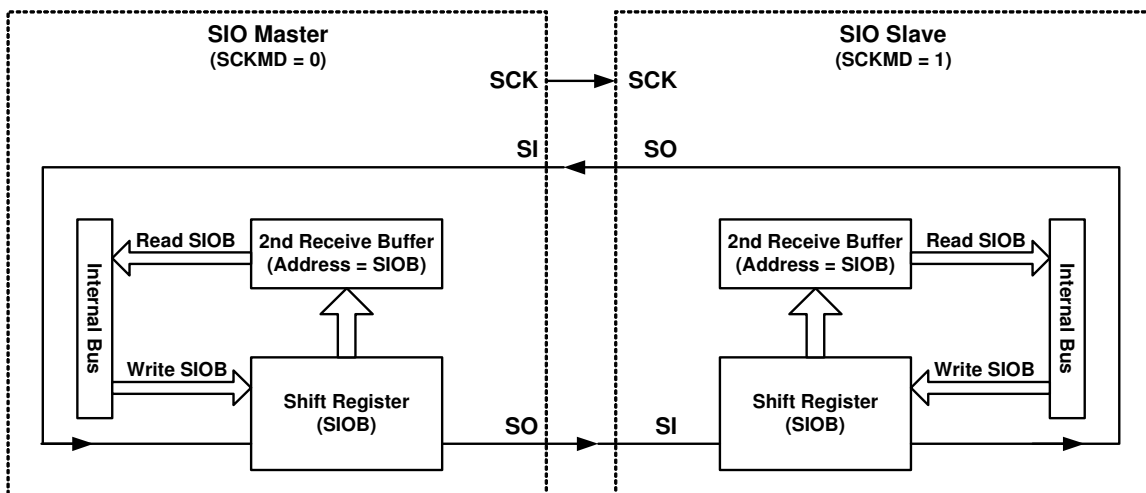 SIO Master
(SCKMD = 0)
SIO Slave
(SCKMD = 1)
SCK
SCK
SI
SO
Internal Bus
Read SIOB
2nd Receive Buffer
(Address = SIOB)
Write SIOB
Shift Register
(SIOB)
SO
SI
2nd Receive Buffer
(Address = SIOB)
Read SIOB
Internal Bus
Write SIOB
Shift Register
(SIOB)